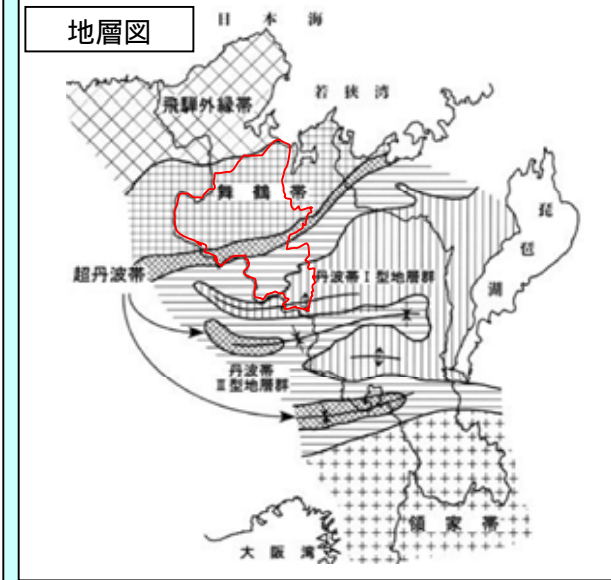 地層図
日本海
若狭湾
飛騨外縁帯
舞鶴帯
琵琶湖
超丹波帯
丹波帯Ⅰ型地層群
丹波帯
Ⅱ型地層群
領家帯
大阪湾